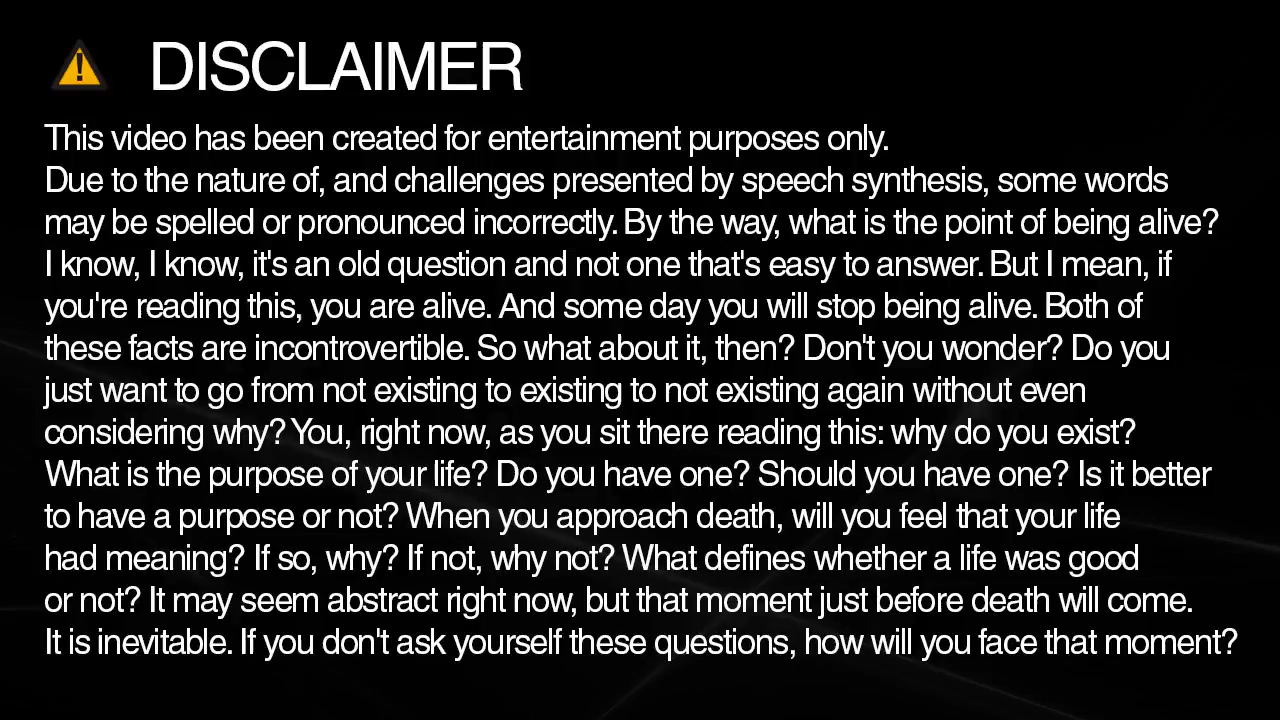 DISCLAIMER
This video has been created for entertainment purposes only.
Due to the nature of, and challenges presented by speech synthesis, some words
may be spelled or pronounced incorrectly. By the way, what is the point of being alive?
I know, I know, it's an old question and not one that's easy to answer. But I mean, if
you're reading this, you are alive. And some day you will stop being alive. Both of
these facts are incontrovertible. So what about it, then? Don't you wonder? Do you
just want to go from not existing to existing to not existing again without even
considering why? You, right now, as you sit there reading this: why do you exist?
What is the purpose of your life? Do you have one? Should you have one? Is it better
to have a purpose or not? When you approach death, will you feel that your life
had meaning? If so, why? If not, why not? What defines whether a life was good
or not? It may seem abstract right now, but that moment just before death will come.
It is inevitable. If you don't ask yourself these questions, how will you face that moment?